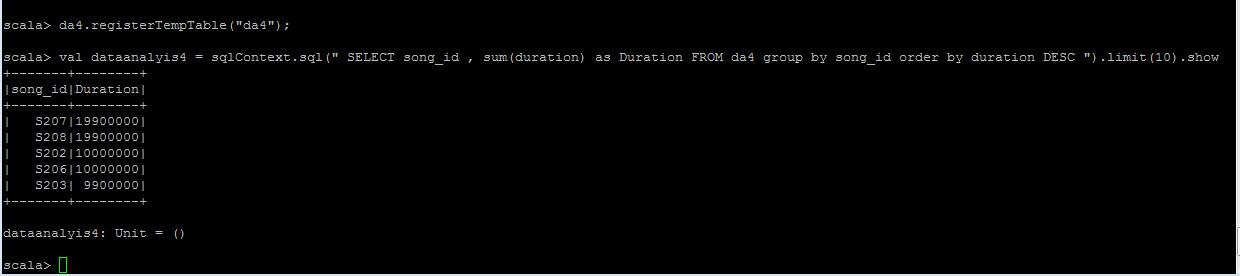 scala> da4.registerTempTable("da4");
scala> val dataanalyis4 = sqlContext.sql(" SELECT song_id , sum(duration) as Duration FROM da4 group by song_id order by duration DESC ").limit(10).show
+-------+--------+
|song_id|Duration|
+-------+--------+
|   S207|19900000|
|   S208|19900000|
|   S202|10000000|
|   S206|10000000|
|   S203| 9900000|
+-------+--------+
dataanalyis4: Unit = ()
scala>